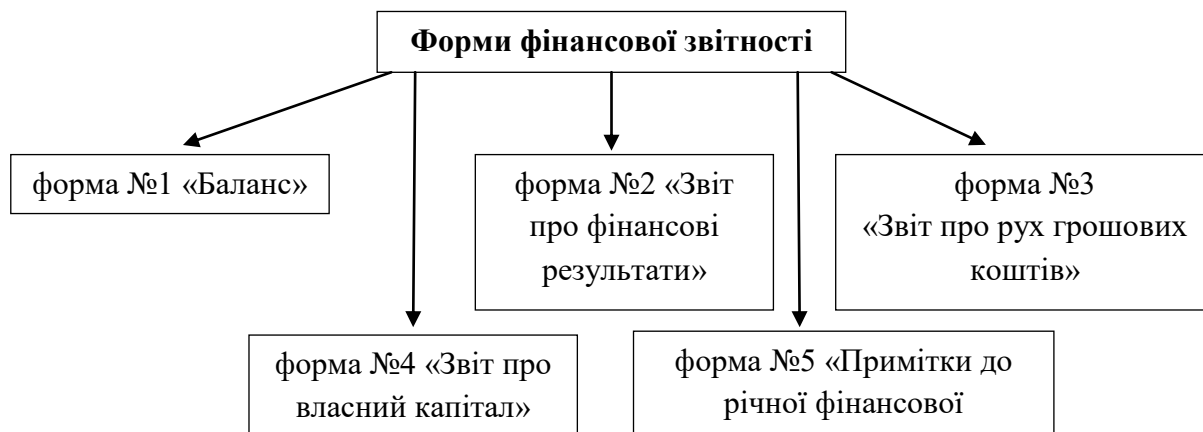 Форми фінансової звітності
форма №1 «Баланс»
форма №2 «Звіт
про фінансові
результати»
форма №3
«Звіт про рух грошових
коштів»
форма №4 «Звіт про
власний капітал»
форма №5 «Примітки до
річної фінансової